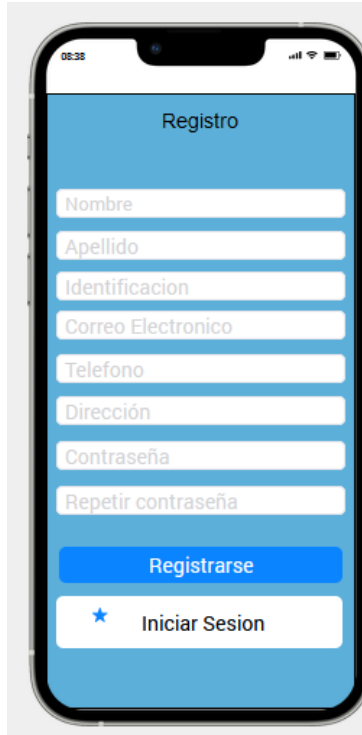 08:38
Registro
Nombre
Apellido
Identificacion
Correo Electronico
Telefono
Dirección
Contraseña
Repetir contraseña
Registrarse
Iniciar Sesion